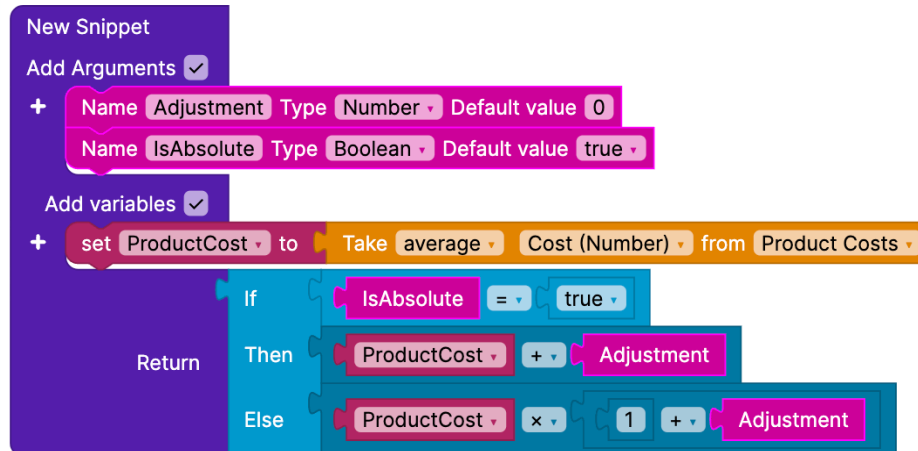 New Snippet
Add Arguments
+ Name Adjustment Type Number Default value 0
Name IsAbsolute Type Boolean Default value true
Add variables
+ set ProductCost to Take average Cost (Number) from Product Costs
If IsAbsolute = true
Return Then ProductCost + Adjustment
Else ProductCost × 1 + Adjustment